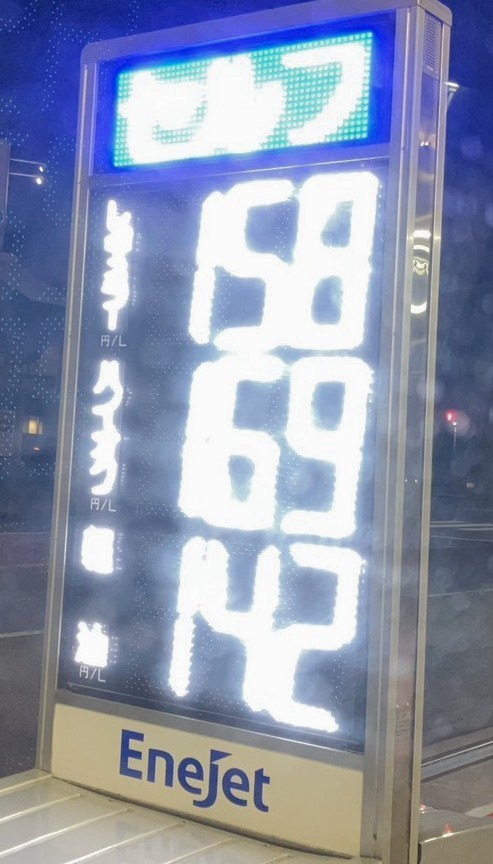 セルフ
レギュラー 158
円/L
ハイオク 169
円/L
軽油 142
円/L
Enejet